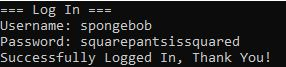 === Log In ===
Username: spongebob
Password: squarepantsissquared
Successfully Logged In, Thank You!